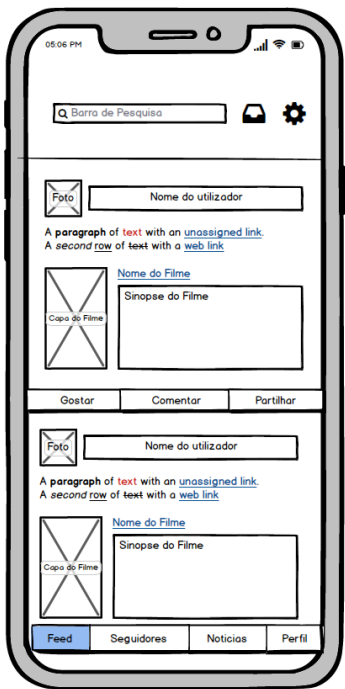 05:06 PM
Barra de Pesquisa
Foto
Nome do utilizador
A paragraph of text with an unassigned link.
A second row of text with a web link
Nome do Filme
Sinopse do Filme
Capa do Filme
Gostar Comentar Partilhar
Foto
Nome do utilizador
A paragraph of text with an unassigned link.
A second row of text with a web link
Nome do Filme
Sinopse do Filme
Capa do Filme
Feed Seguidores Noticias Perfil